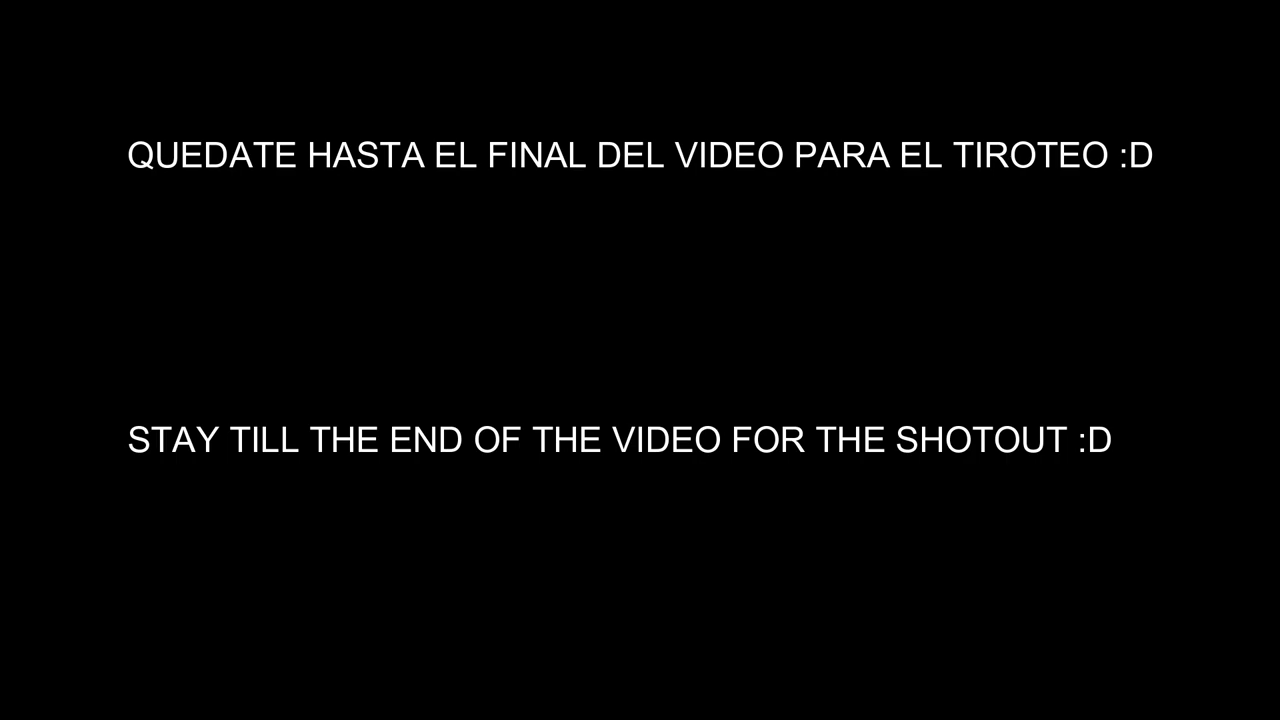 QUEDATE HASTA EL FINAL DEL VIDEO PARA EL TIROTEO :D
STAY TILL THE END OF THE VIDEO FOR THE SHOTOUT :D